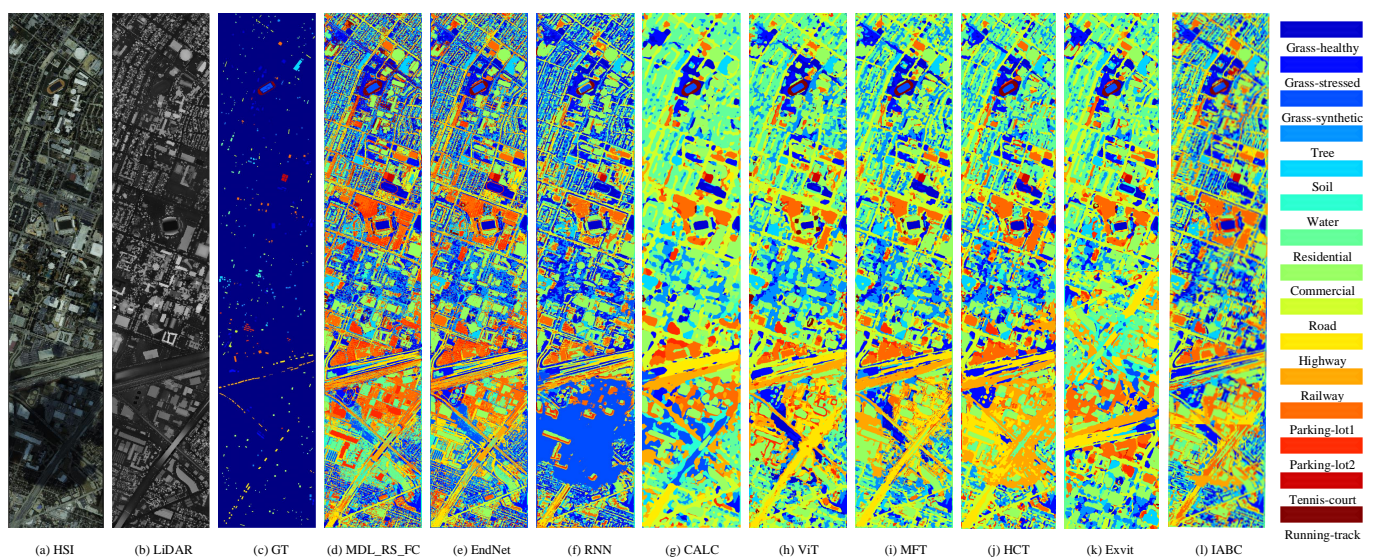 Grass-healthy
Grass-stressed
Grass-synthetic
Tree
Soil
Water
Residential
Commercial
Road
Highway
Railway
Parking-lot1
Parking-lot2
Tennis-court
Running-track
(a) HSI (b) LiDAR (c) GT (d) MDL_RS_FC (e) EndNet (f) RNN (g) CALC (h) ViT (i) MFT (j) HCT (k) Exvit (l) IABC